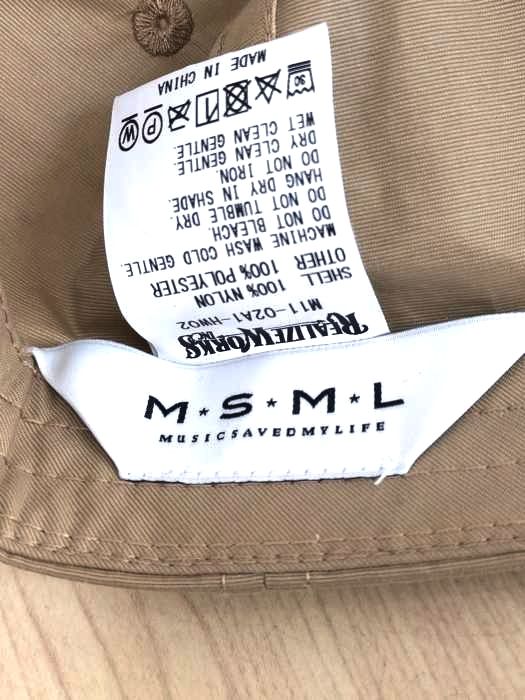 REALIZEWORKS
INC®
M11-02A1-HW02
SHELL 100% NYLON
OTHER 100% POLYESTER
MACHINE WASH COLD GENTLE.
DO NOT BLEACH.
DO NOT TUMBLE DRY.
HANG DRY IN SHADE.
DO NOT IRON.
DRY CLEAN GENTLE.
WET CLEAN GENTLE.
30 P W
MADE IN CHINA
M★S★M★L
MUSICSAVEDMYLIFE